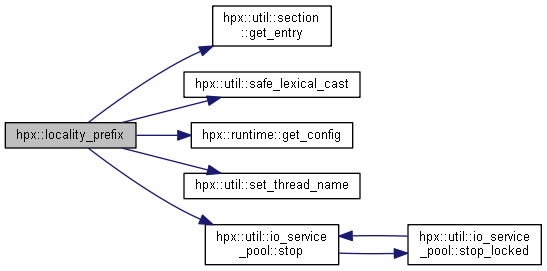 hpx::util::section
::get_entry
hpx::util::safe_lexical_cast
hpx::locality_prefix
hpx::runtime::get_config
hpx::util::set_thread_name
hpx::util::io_service
_pool::stop
hpx::util::io_service
_pool::stop_locked